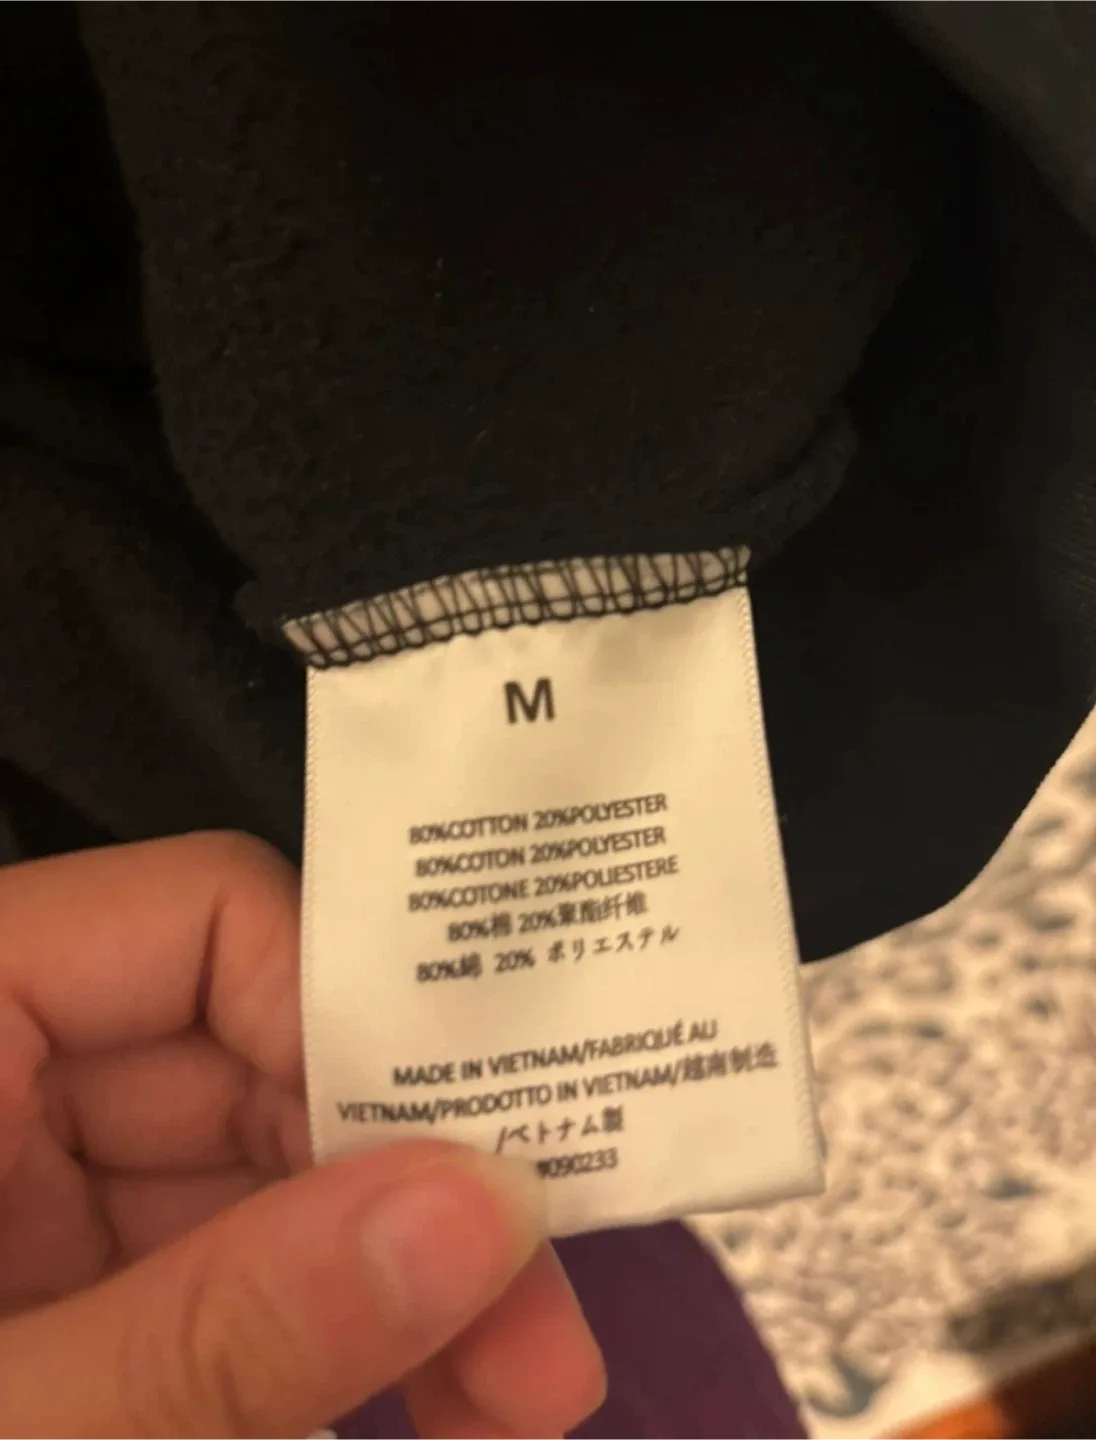 M
80%COTTON 20%POLYESTER
80%COTON 20%POLYESTER
80%COTONE 20%POLIESTERE
80%棉 20%聚酯纤维
80%綿 20% ポリエステル
MADE IN VIETNAM/FABRIQUÉ AU
VIETNAM/PRODOTTO IN VIETNAM/越南制造
/ベトナム製
#090233